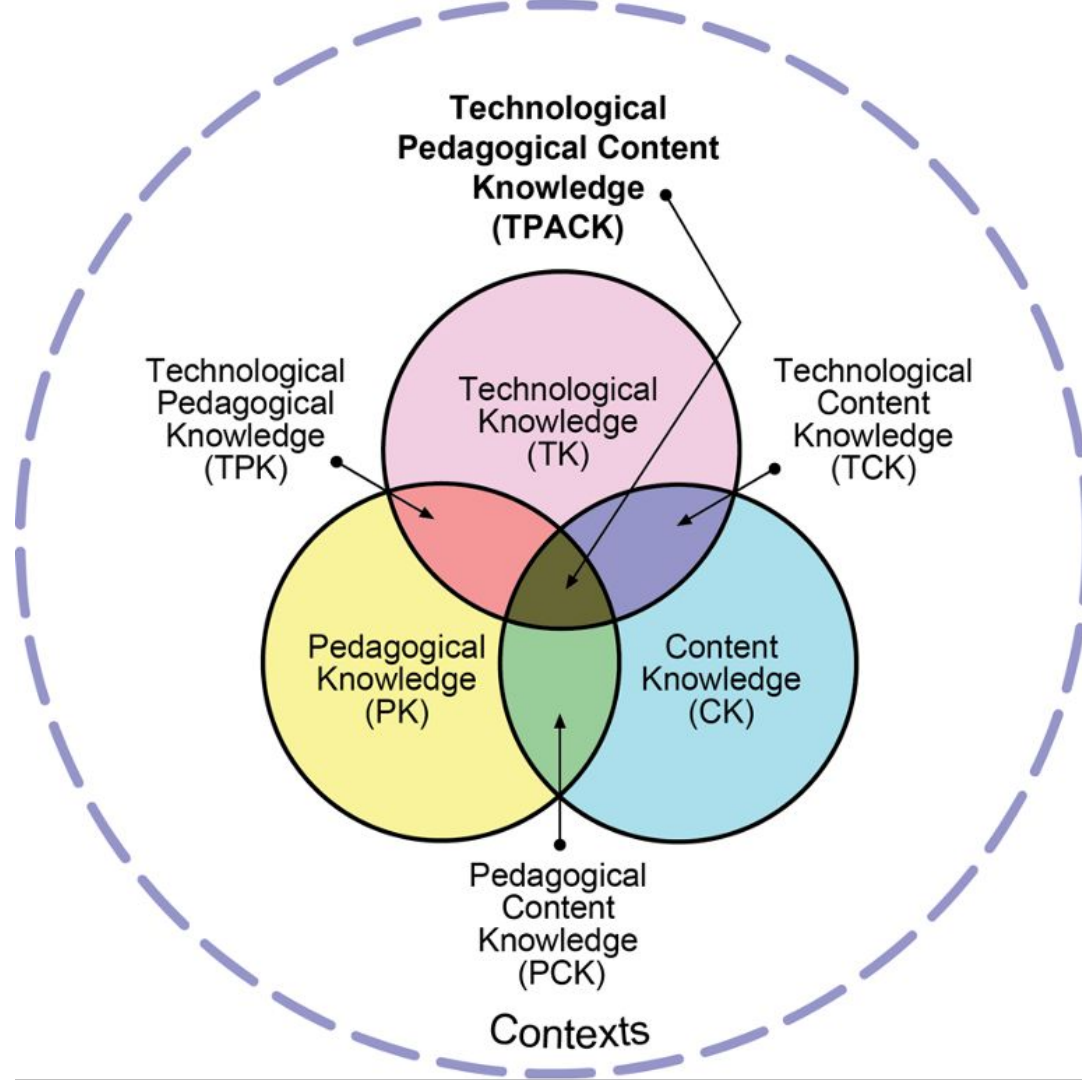 Technological
Pedagogical Content
Knowledge
(TPACK)
Technological
Pedagogical
Knowledge
(TPK)
Technological
Knowledge
(TK)
Technological
Content
Knowledge
(TCK)
Pedagogical
Knowledge
(PK)
Content
Knowledge
(CK)
Pedagogical
Content
Knowledge
(PCK)
Contexts